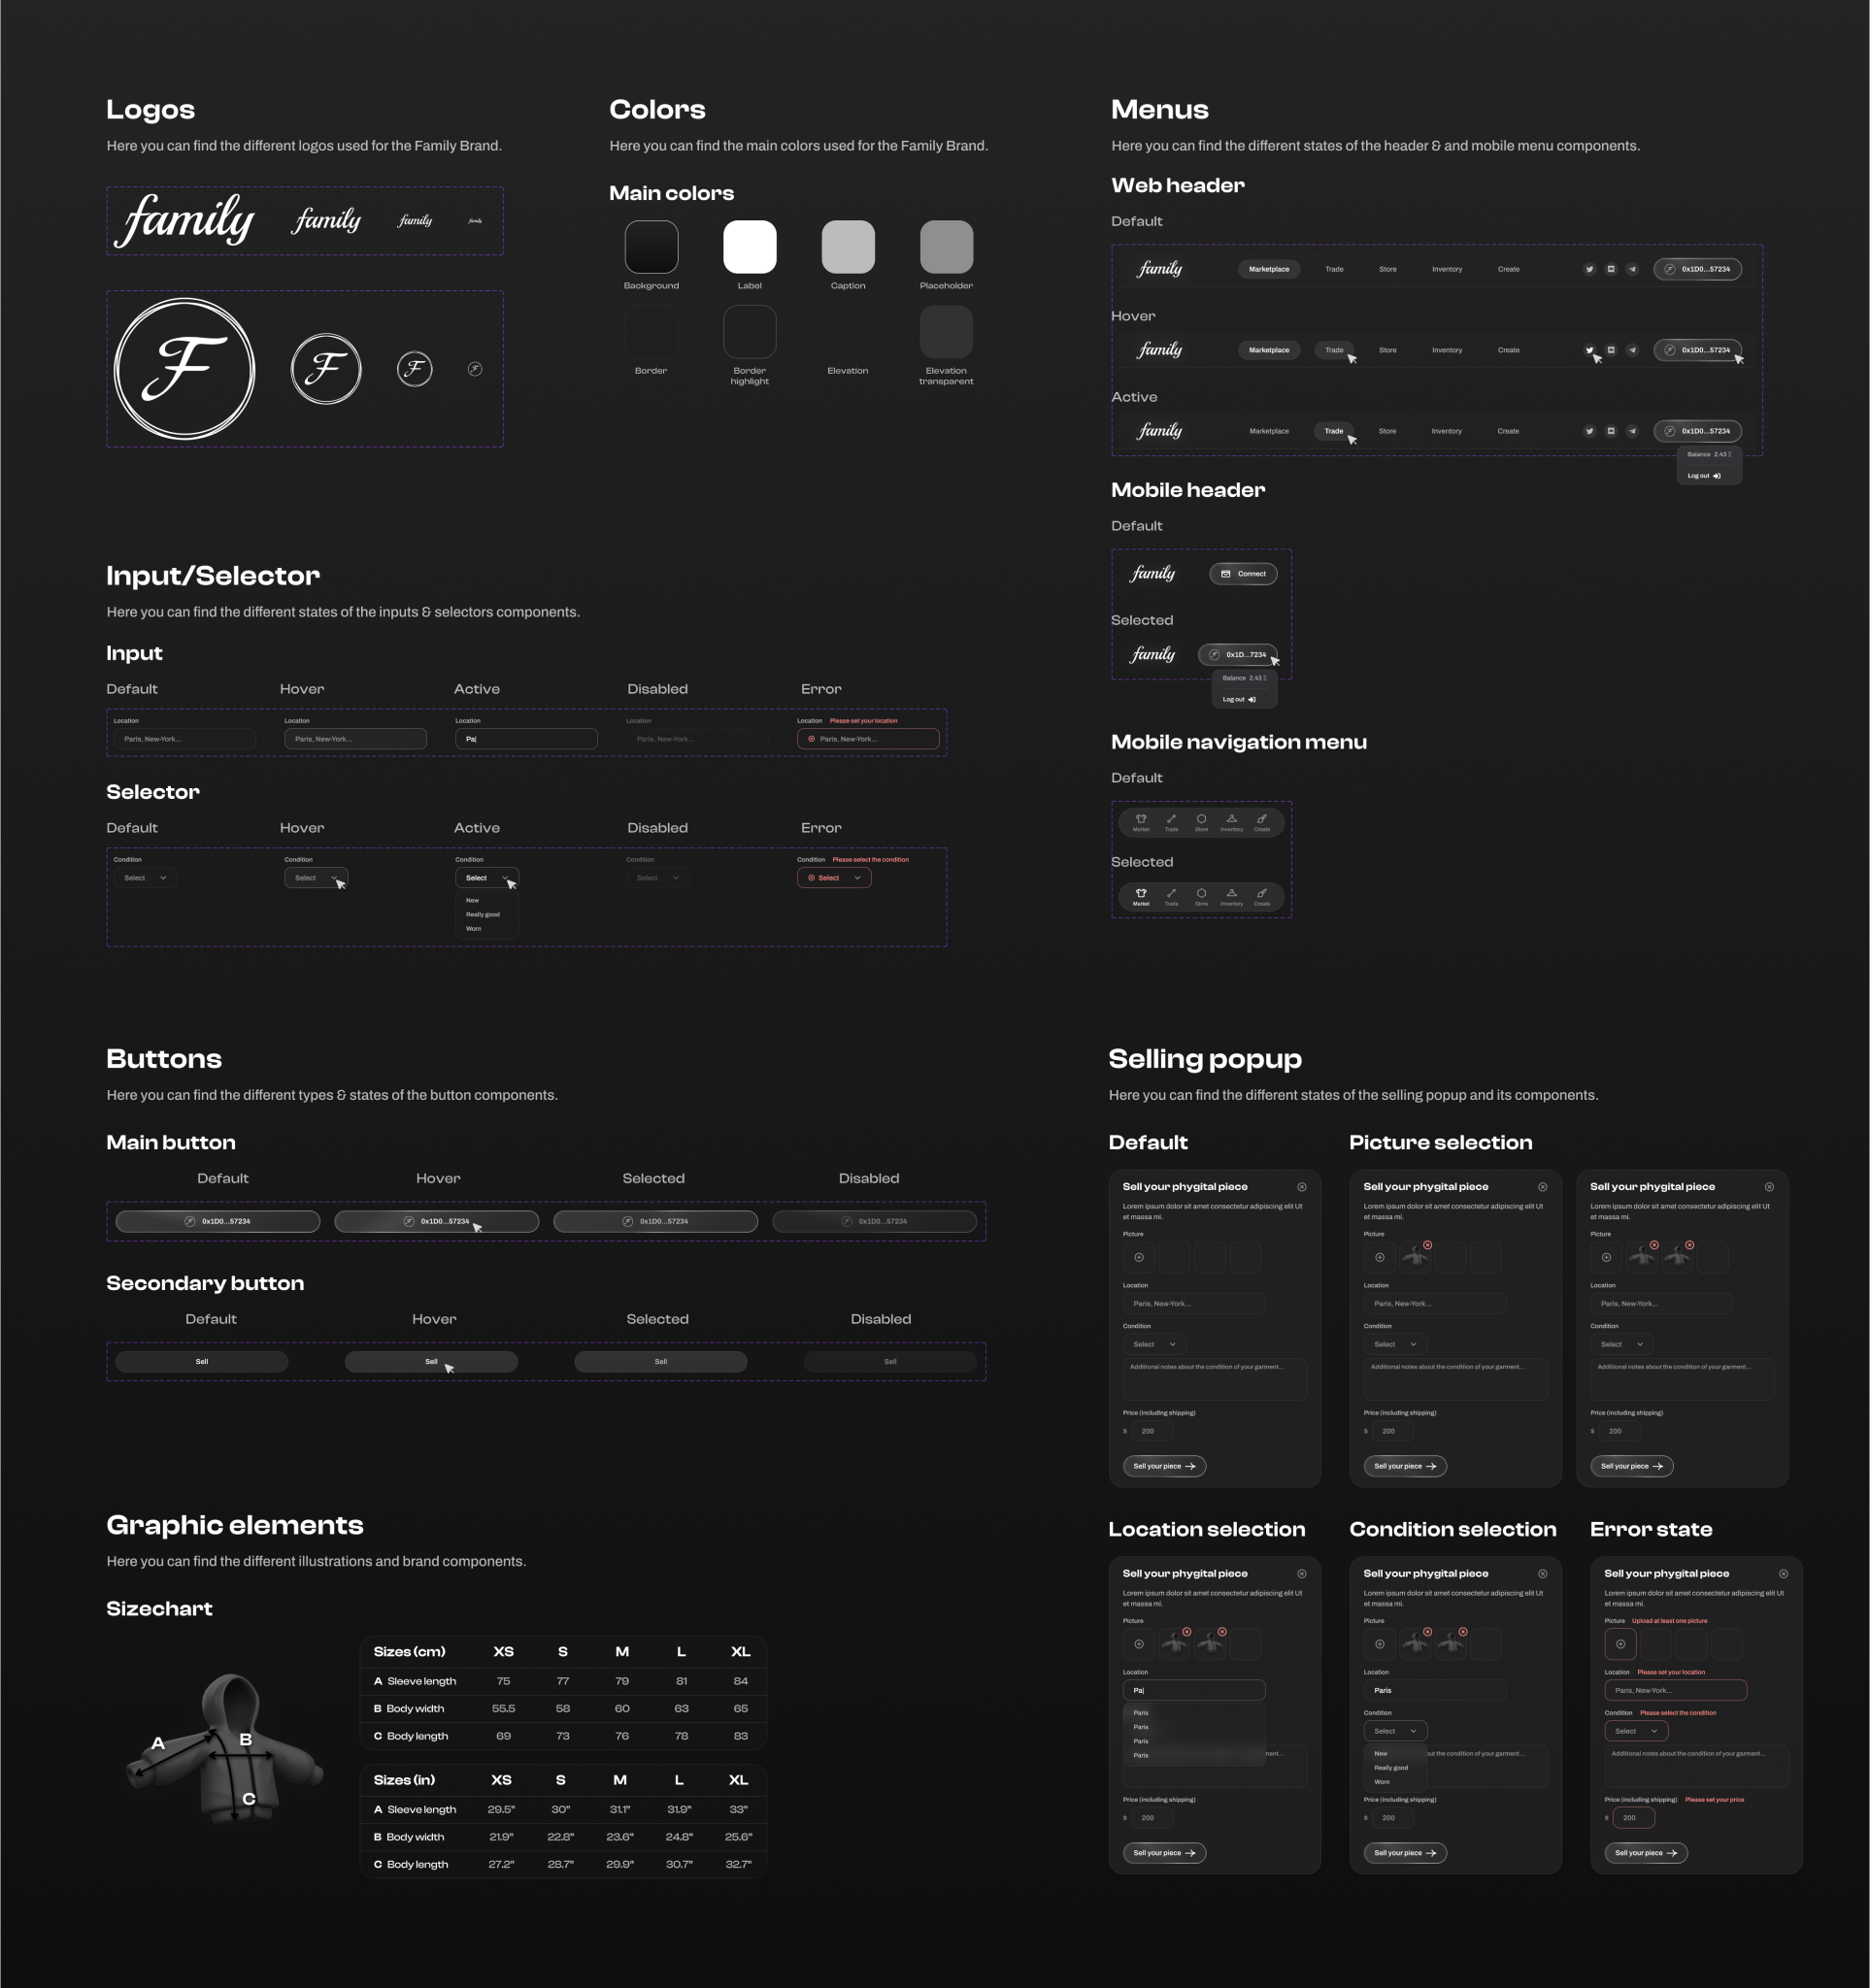 Logos
Here you can find the different logos used for the Family Brand.
family family family family
F F F F
Colors
Here you can find the main colors used for the Family Brand.
Main colors
Background Label Caption Placeholder
Border Border highlight Elevation Elevation transparent
Menus
Here you can find the different states of the header & and mobile menu components.
Web header
Default
family Marketplace Trade Store Inventory Create 0x1D0...57234
Hover
family Marketplace Trade Store Inventory Create 0x1D0...57234
Active
family Marketplace Trade Store Inventory Create 0x1D0...57234
Balance 2.43
Log out
Mobile header
Default
family Connect
Selected
family 0x1D...7234
Balance 2.43
Log out
Mobile navigation menu
Default
Market Trade Store Inventory Create
Selected
Market Trade Store Inventory Create
Input/Selector
Here you can find the different states of the inputs & selectors components.
Input
Default Hover Active Disabled Error
Location Location Location Location Location Please set your location
Paris, New-York... Paris, New-York... Pa| Paris, New-York... Paris, New-York...
Selector
Default Hover Active Disabled Error
Condition Condition Condition Condition Condition Please select the condition
Select Select Select Select Select
New
Really good
Worn
Buttons
Here you can find the different types & states of the button components.
Main button
Default Hover Selected Disabled
0x1D0...57234 0x1D0...57234 0x1D0...57234 0x1D0...57234
Secondary button
Default Hover Selected Disabled
Sell Sell Sell Sell
Graphic elements
Here you can find the different illustrations and brand components.
Sizechart
A
B
C
Sizes (cm) XS S M L XL
A Sleeve length 75 77 79 81 84
B Body width 55.5 58 60 63 65
C Body length 69 73 76 78 83
Sizes (in) XS S M L XL
A Sleeve length 29.5" 30" 31.1" 31.9" 33"
B Body width 21.9" 22.8" 23.6" 24.8" 25.6"
C Body length 27.2" 28.7" 29.9" 30.7" 32.7"
Selling popup
Here you can find the different states of the selling popup and its components.
Default
Sell your phygital piece
Lorem ipsum dolor sit amet consectetur adipiscing elit Ut
et massa mi.
Picture
Location
Paris, New-York...
Condition
Select
Additional notes about the condition of your garment...
Price (including shipping)
$ 200
Sell your piece
Picture selection
Sell your phygital piece
Lorem ipsum dolor sit amet consectetur adipiscing elit Ut
et massa mi.
Picture
Location
Paris, New-York...
Condition
Select
Additional notes about the condition of your garment...
Price (including shipping)
$ 200
Sell your piece
Sell your phygital piece
Lorem ipsum dolor sit amet consectetur adipiscing elit Ut
et massa mi.
Picture
Location
Paris, New-York...
Condition
Select
Additional notes about the condition of your garment...
Price (including shipping)
$ 200
Sell your piece
Location selection
Sell your phygital piece
Lorem ipsum dolor sit amet consectetur adipiscing elit Ut
et massa mi.
Picture
Location
Pa|
Paris
Paris
Paris
Paris
ment...
Price (including shipping)
$ 200
Sell your piece
Condition selection
Sell your phygital piece
Lorem ipsum dolor sit amet consectetur adipiscing elit Ut
et massa mi.
Picture
Location
Paris
Condition
Select
New
out the condition of your garment...
Really good
Worn
Price (including shipping)
$ 200
Sell your piece
Error state
Sell your phygital piece
Lorem ipsum dolor sit amet consectetur adipiscing elit Ut
et massa mi.
Picture Upload at least one picture
Location Please set your location
Paris, New-York...
Condition Please select the condition
Select
Additional notes about the condition of your garment...
Price (including shipping) Please set your price
$ 200
Sell your piece